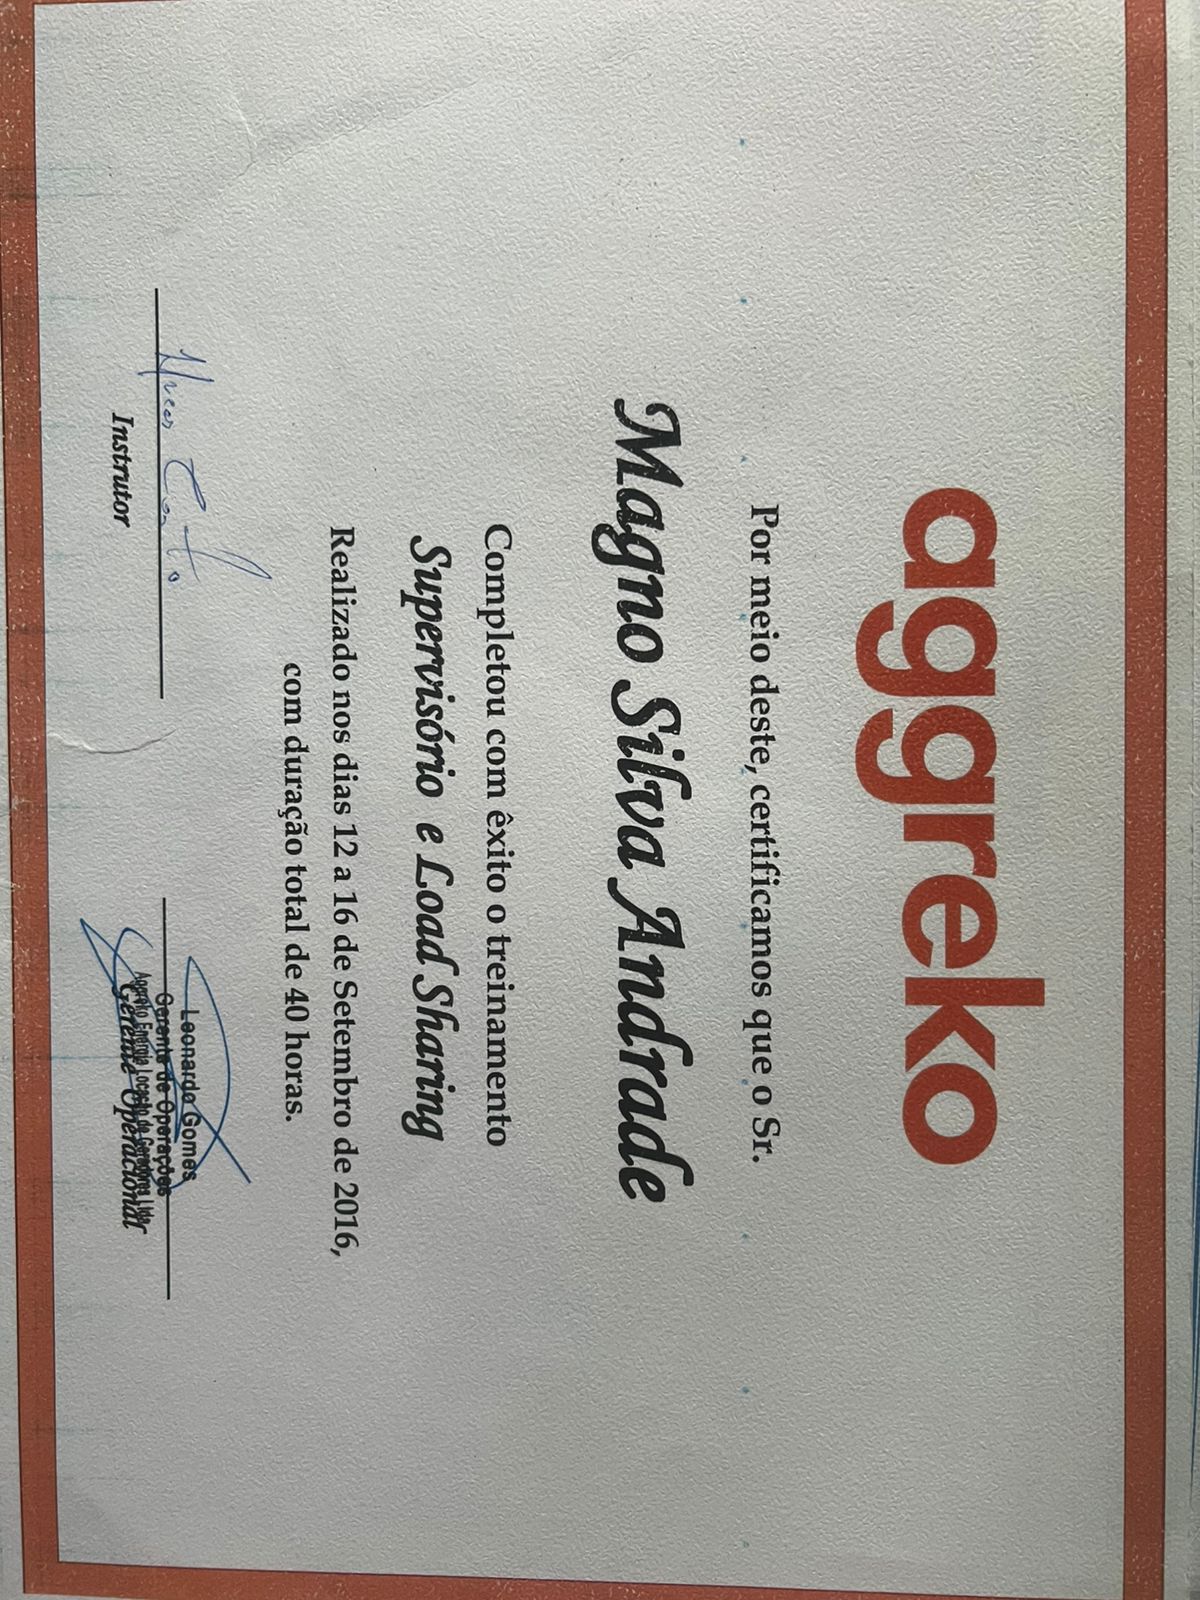 aggreko
Por meio deste, certificamos que o Sr.
Magno Silva Andrade
Completou com êxito o treinamento
Supervisório e Load Sharing
Realizado nos dias 12 a 16 de Setembro de 2016,
com duração total de 40 horas.
Instrutor
Leonardo Gomes
Gerente de Operações
Aggreko Energia Locação de Geradores Ltda
Gerente Operacional